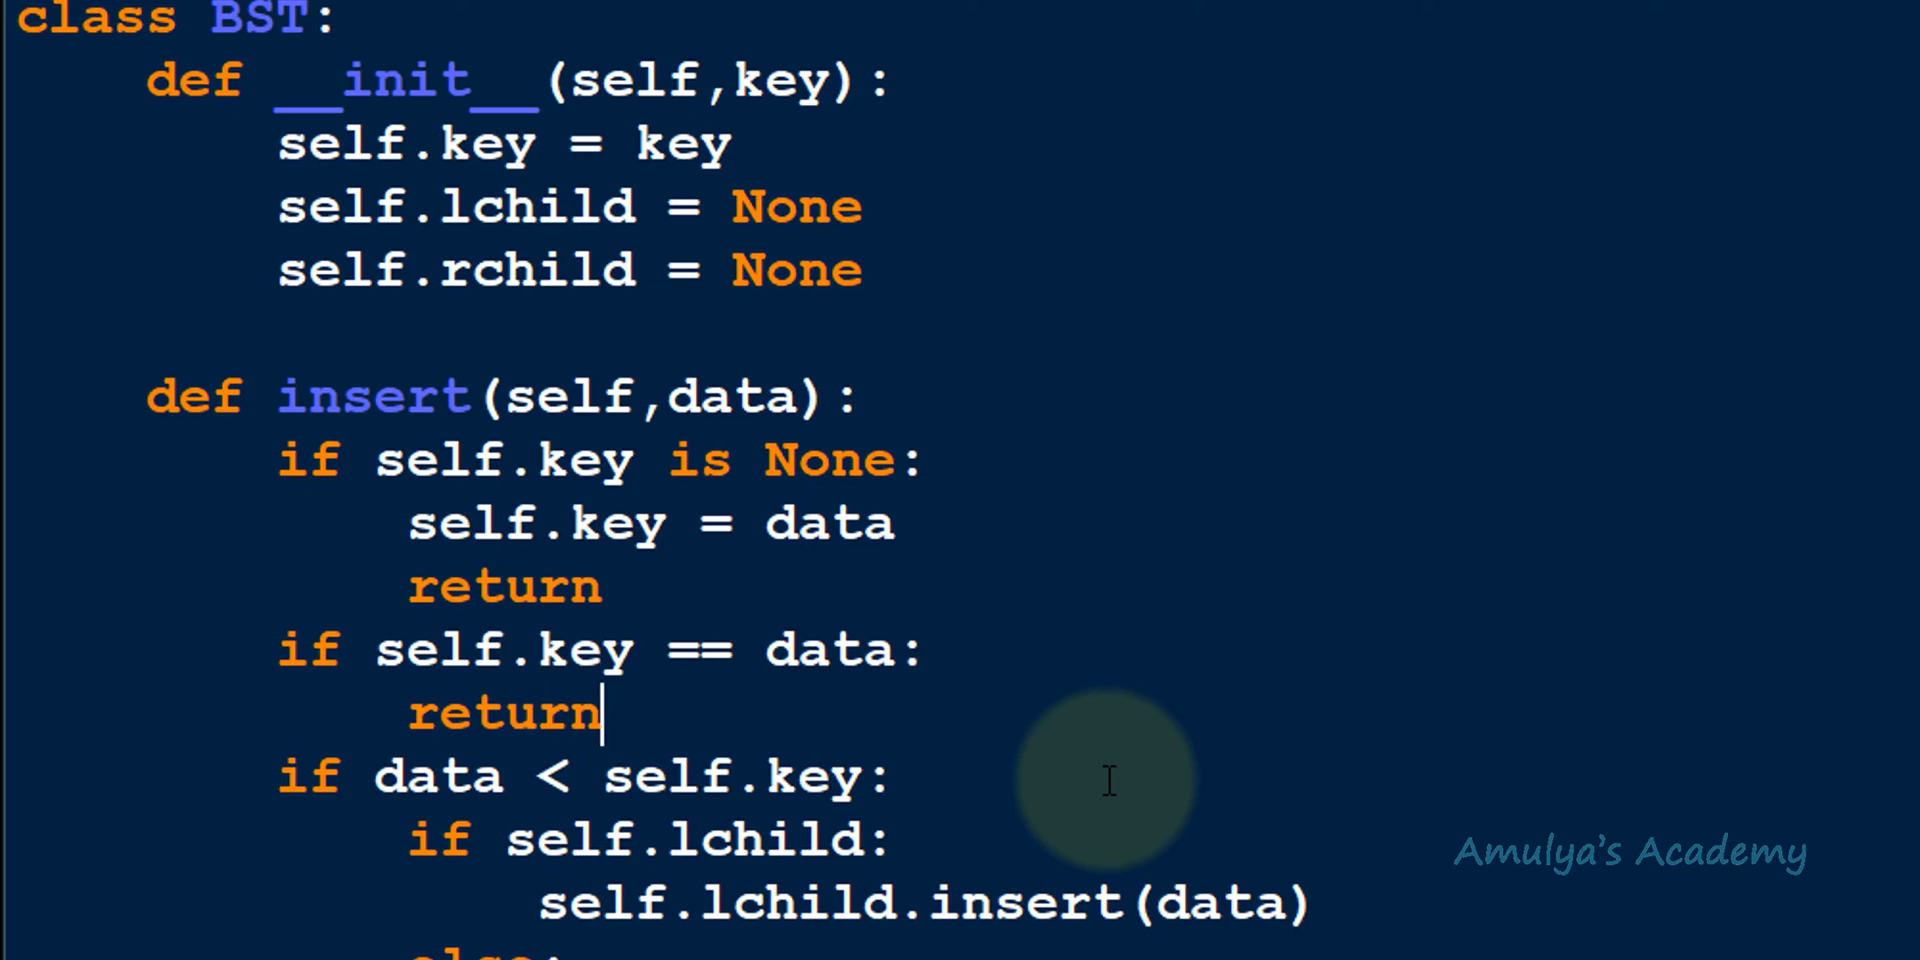 class BST:
    def __init__(self,key):
        self.key = key
        self.lchild = None
        self.rchild = None
    def insert(self,data):
        if self.key is None:
            self.key = data
            return
        if self.key == data:
            return
        if data < self.key:
            if self.lchild:
                self.lchild.insert(data)
            else:
Amulya's Academy